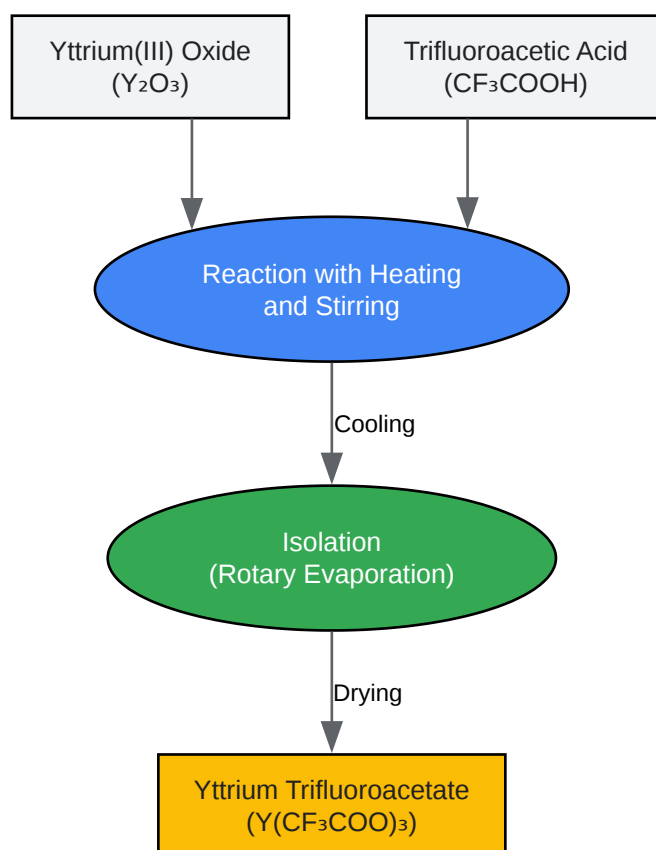 Yttrium(III) Oxide
(Y₂O₃)
Trifluoroacetic Acid
(CF₃COOH)
Reaction with Heating
and Stirring
Cooling
Isolation
(Rotary Evaporation)
Drying
Yttrium Trifluoroacetate
(Y(CF₃COO)₃)